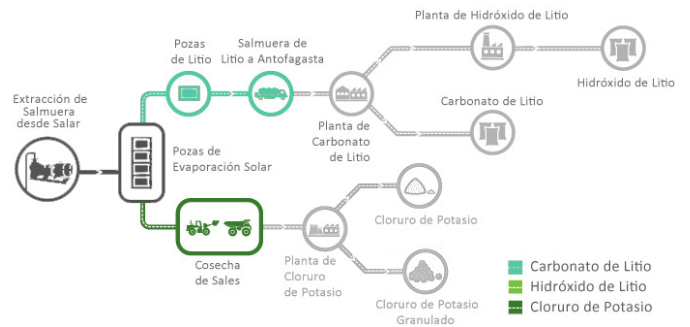 Planta de Hidróxido de Litio
Pozas
de Litio
Salmuera de
Litio a Antofagasta
Hidróxido de Litio
Extracción de
Salmuera
desde Salar
Carbonato de Litio
Planta de
Carbonato
de Litio
Pozas de
Evaporación Solar
Cloruro de Potasio
Cosecha
de Sales
Planta de
Cloruro
de Potasio
Cloruro de Potasio
Granulado
Carbonato de Litio
Hidróxido de Litio
Cloruro de Potasio